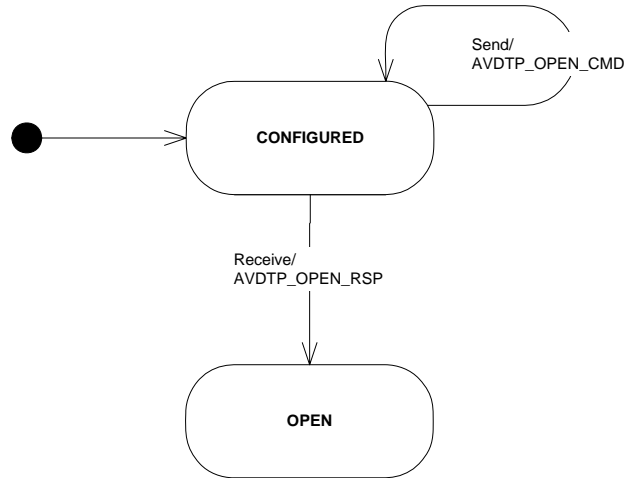 Send/
AVDTP_OPEN_CMD
CONFIGURED
Receive/
AVDTP_OPEN_RSP
OPEN